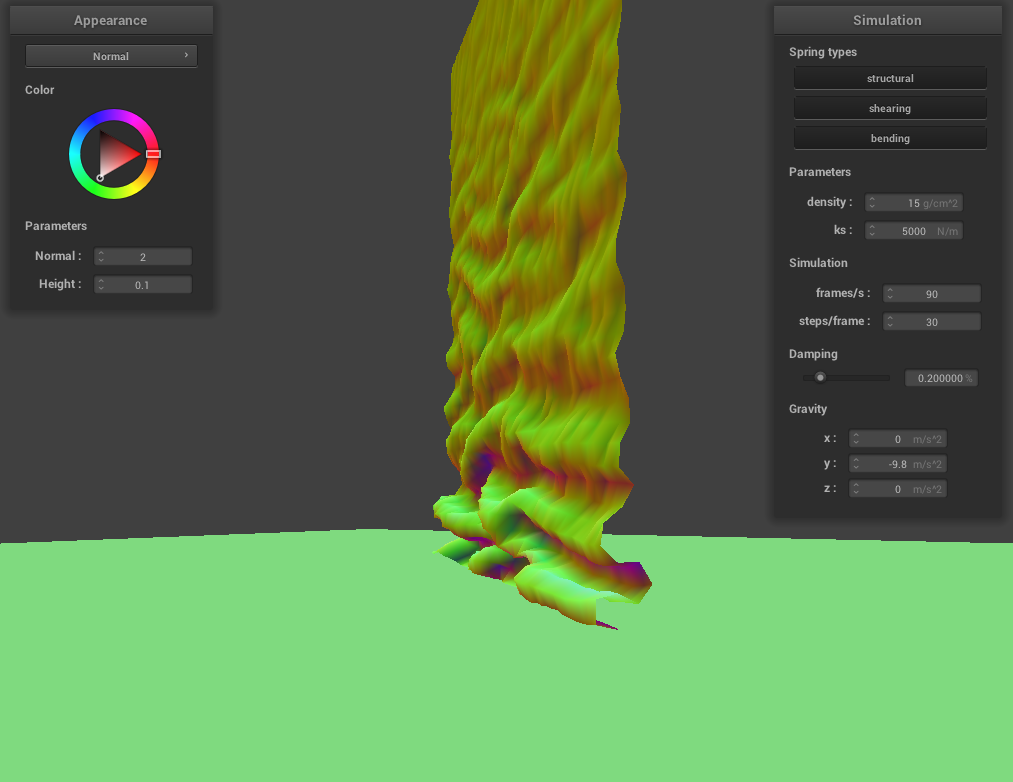 Appearance
Normal
Color
Parameters
Normal : 2
Height : 0.1
Simulation
Spring types
structural
shearing
bending
Parameters
density : 15 g/cm^2
ks : 5000 N/m
Simulation
frames/s : 90
steps/frame : 30
Damping
0.200000 %
Gravity
x : 0 m/s^2
y : -9.8 m/s^2
z : 0 m/s^2